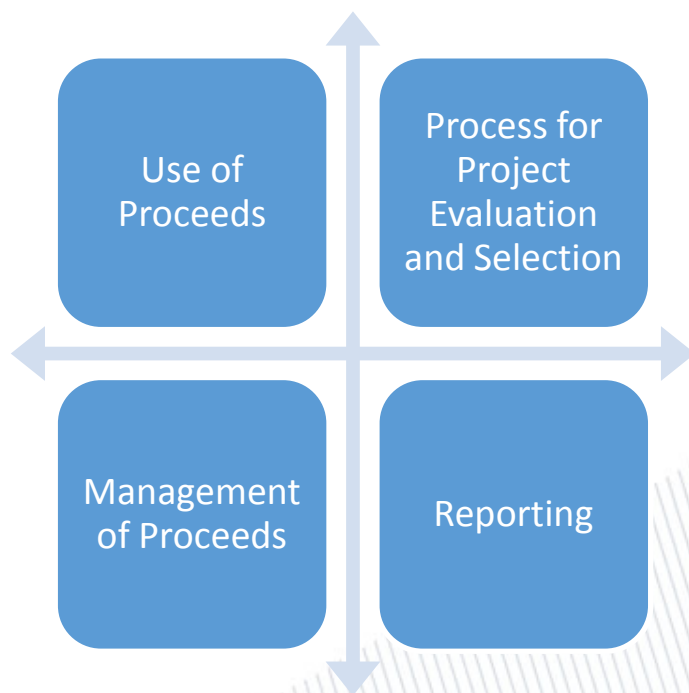 Use of
Proceeds
Process for
Project
Evaluation
and Selection
Management
of Proceeds
Reporting